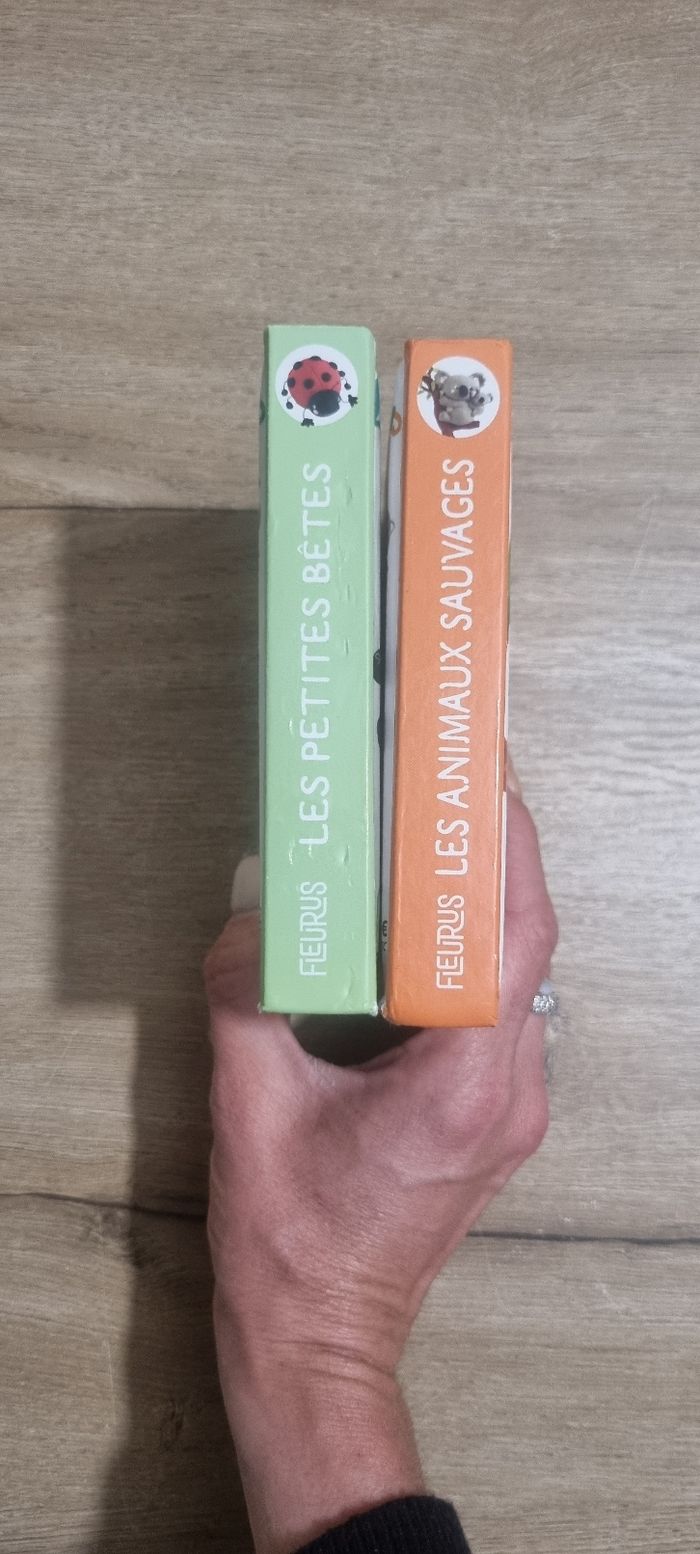 FLEURUS LES PETITES BÊTES
FLEURUS LES ANIMAUX SAUVAGES